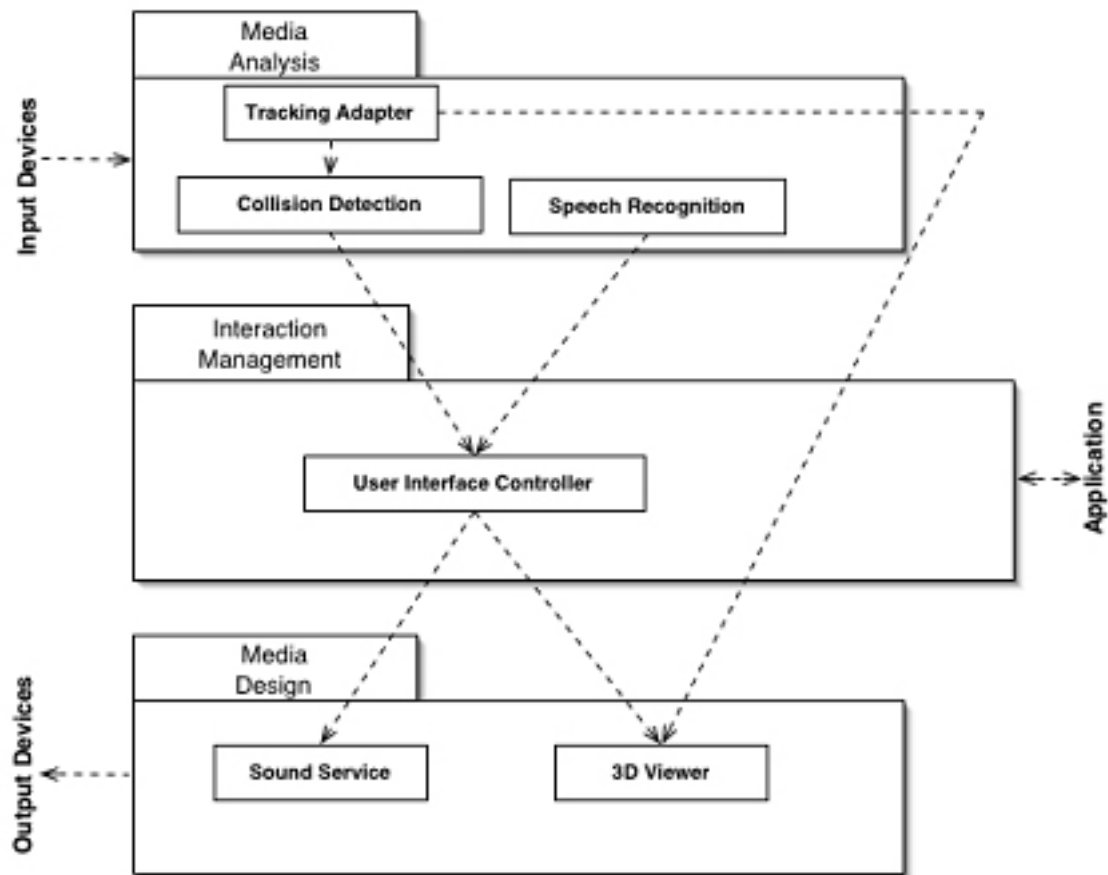 Media
Analysis
Tracking Adapter
Collision Detection
Speech Recognition
Input Devices
Interaction
Management
User Interface Controller
Application
Media
Design
Sound Service
3D Viewer
Output Devices